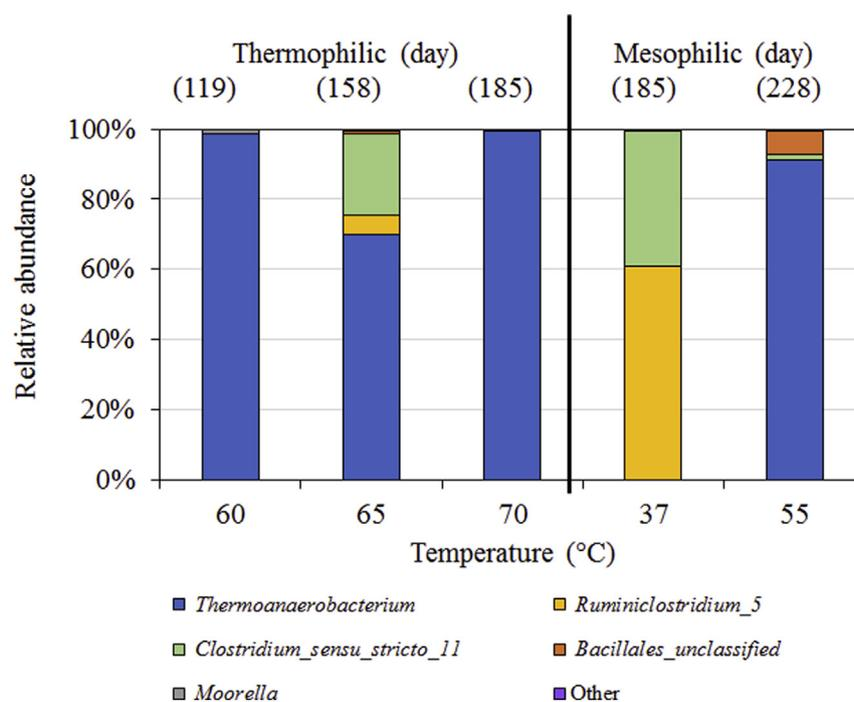 Thermophilic (day) Mesophilic (day)
(119) (158) (185) (185) (228)
100%
80%
60%
40%
20%
0%
Relative abundance
60 65 70 37 55
Temperature (°C)
Thermoanaerobacterium Ruminiclostridium_5
Clostridium_sensu_stricto_11 Bacillales_unclassified
Moorella Other